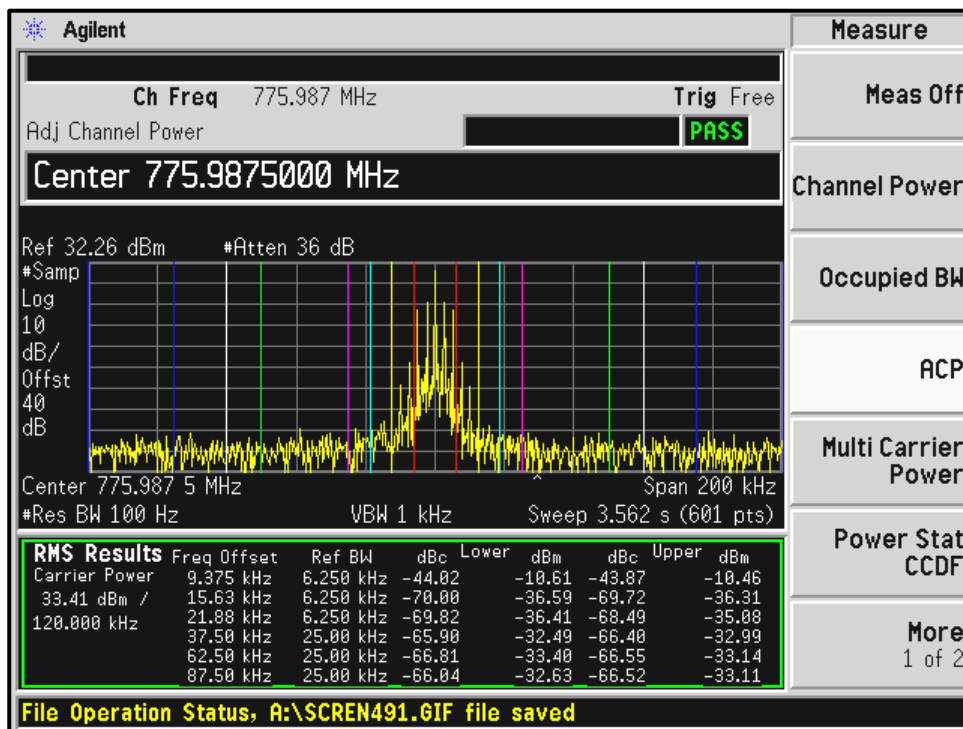 Agilent
Measure
Ch Freq 775.987 MHz Trig Free
Meas Off
Adj Channel Power PASS
Center 775.9875000 MHz
Channel Power
Ref 32.26 dBm #Atten 36 dB
#Samp
Log
10
dB/
Offst
40
dB
Occupied BW
ACP
Multi Carrier
Power
Center 775.987 5 MHz Span 200 kHz
#Res BW 100 Hz VBW 1 kHz Sweep 3.562 s (601 pts)
RMS Results Freq Offset Ref BW dBc Lower dBm dBc Upper dBm
Carrier Power 9.375 kHz 6.250 kHz -44.02 -10.61 -43.87 -10.46
33.41 dBm / 15.63 kHz 6.250 kHz -70.00 -36.59 -69.72 -36.31
120.000 kHz 21.88 kHz 6.250 kHz -69.82 -36.41 -68.49 -35.08
37.50 kHz 25.00 kHz -65.90 -32.49 -66.40 -32.99
62.50 kHz 25.00 kHz -66.81 -33.40 -66.55 -33.14
87.50 kHz 25.00 kHz -66.04 -32.63 -66.52 -33.11
Power Stat
CCDF
More
1 of 2
File Operation Status, A:\SCREN491.GIF file saved